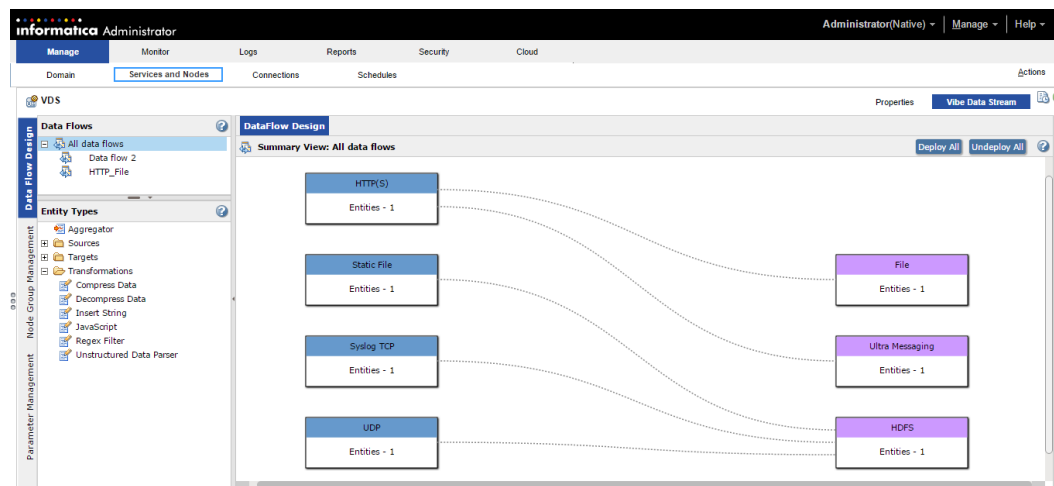 informatica Administrator
Administrator(Native) Manage Help
Manage Monitor Logs Reports Security Cloud
Domain Services and Nodes Connections Schedules Actions
VDS Properties Vibe Data Stream
Data Flow Design
Node Group Management
Parameter Management
Data Flows
All data flows
Data flow 2
HTTP_File
Entity Types
Aggregator
Sources
Targets
Transformations
Compress Data
Decompress Data
Insert String
JavaScript
Regex Filter
Unstructured Data Parser
DataFlow Design
Summary View: All data flows Deploy All Undeploy All
HTTP(S)
Entities - 1
Static File
Entities - 1
Syslog TCP
Entities - 1
UDP
Entities - 1
File
Entities - 1
Ultra Messaging
Entities - 1
HDFS
Entities - 1